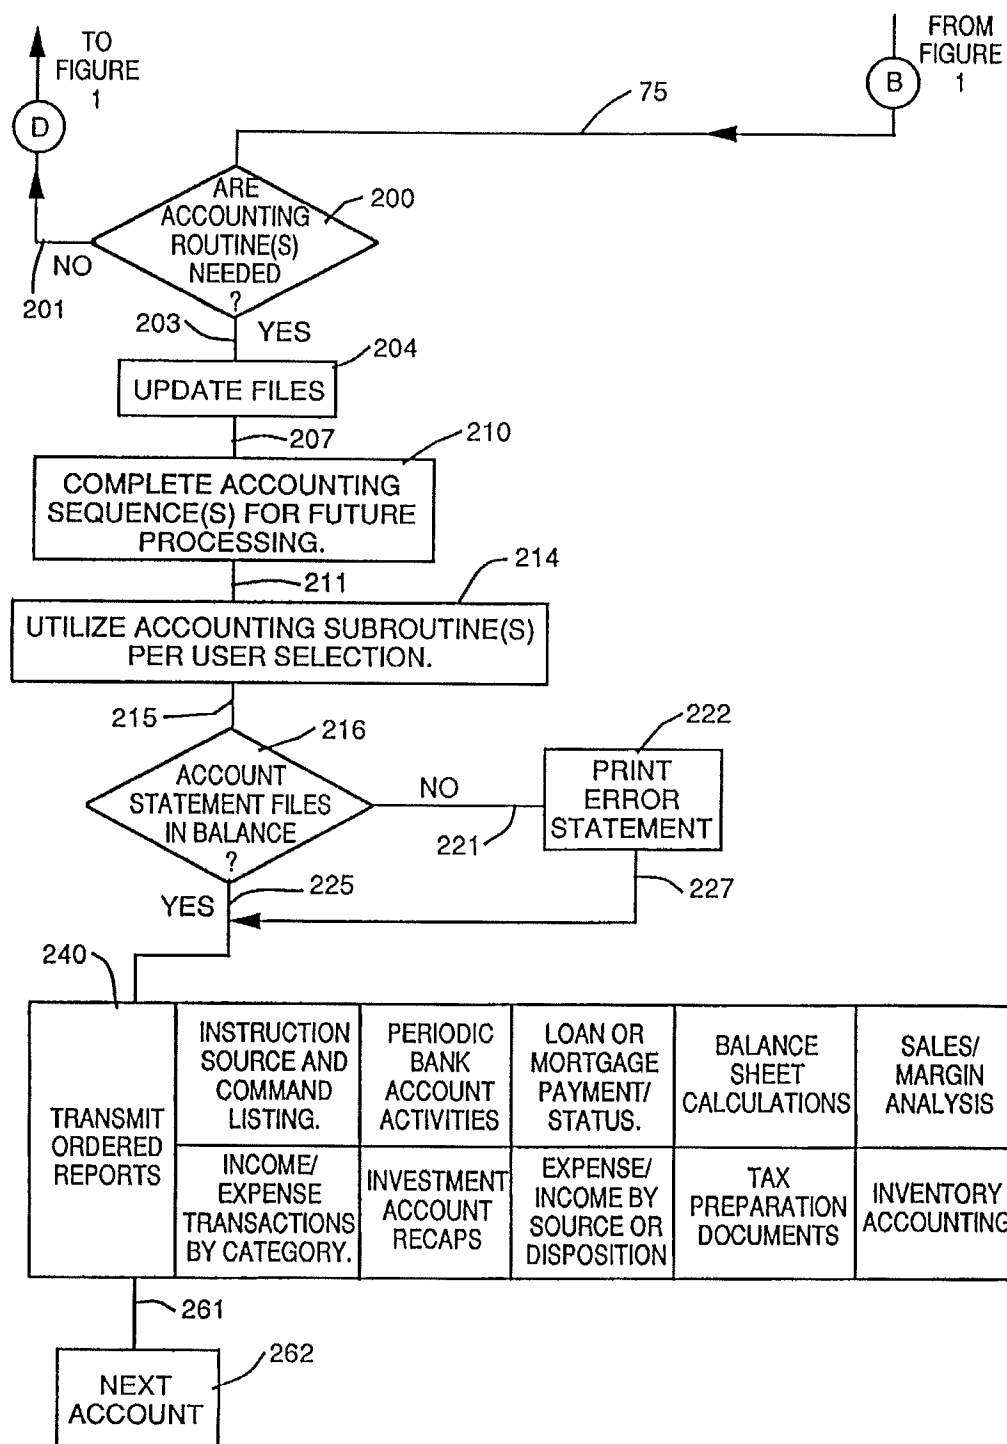 TO
FIGURE
1
FROM
FIGURE
1
D
B
75
ARE
ACCOUNTING
ROUTINE(S)
NEEDED
?
200
NO
201
203
YES
204
UPDATE FILES
207
210
COMPLETE ACCOUNTING
SEQUENCE(S) FOR FUTURE
PROCESSING.
211
214
UTILIZE ACCOUNTING SUBROUTINE(S)
PER USER SELECTION.
215
216
ACCOUNT
STATEMENT FILES
IN BALANCE
?
NO
221
222
PRINT
ERROR
STATEMENT
225
YES
227
240
TRANSMIT
ORDERED
REPORTS
INSTRUCTION
SOURCE AND
COMMAND
LISTING.
PERIODIC
BANK
ACCOUNT
ACTIVITIES
LOAN OR
MORTGAGE
PAYMENT/
STATUS.
BALANCE
SHEET
CALCULATIONS
SALES/
MARGIN
ANALYSIS
INCOME/
EXPENSE
TRANSACTIONS
BY CATEGORY.
INVESTMENT
ACCOUNT
RECAPS
EXPENSE/
INCOME BY
SOURCE OR
DISPOSITION
TAX
PREPARATION
DOCUMENTS
INVENTORY
ACCOUNTING
261
262
NEXT
ACCOUNT